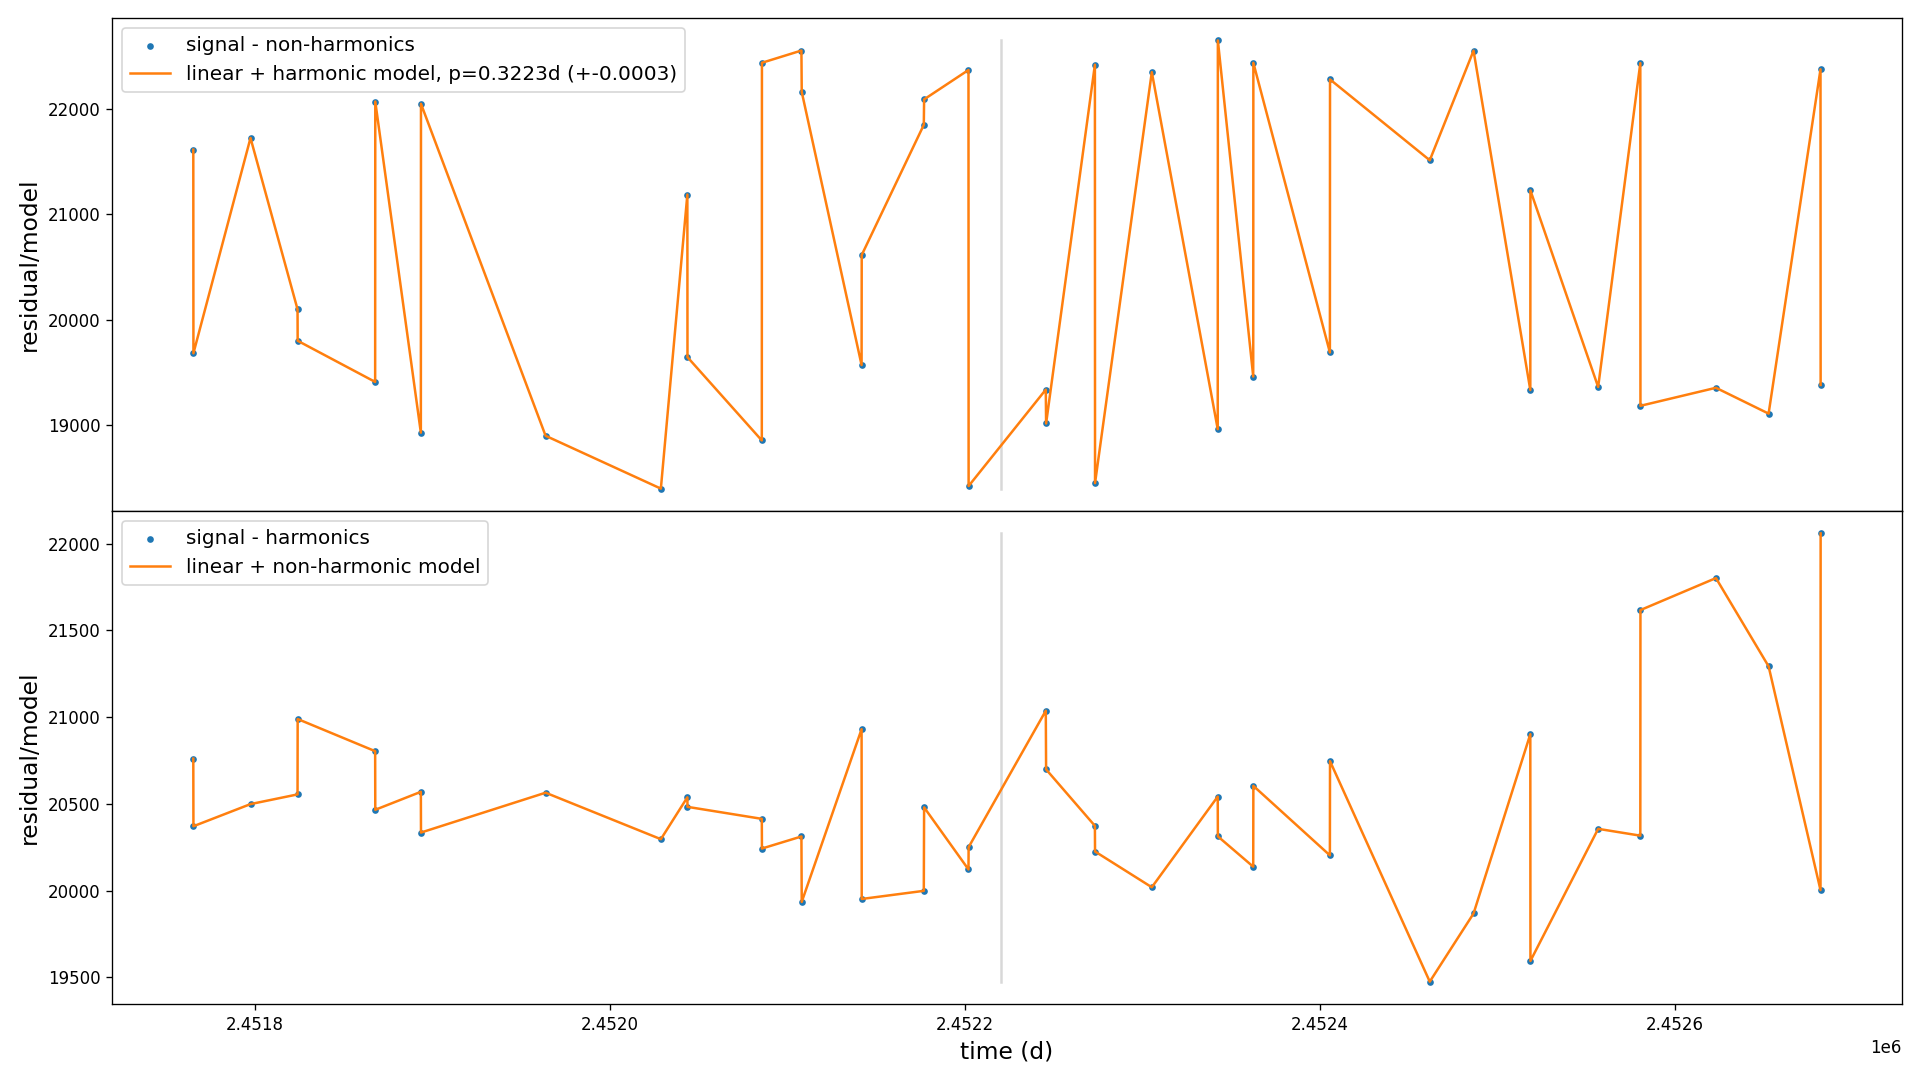 signal - non-harmonics
linear + harmonic model, p=0.3223d (+-0.0003)
residual/model
22000
21000
20000
19000
signal - harmonics
linear + non-harmonic model
residual/model
22000
21500
21000
20500
20000
19500
2.4518 2.4520 2.4522 2.4524 2.4526
time (d)
1e6